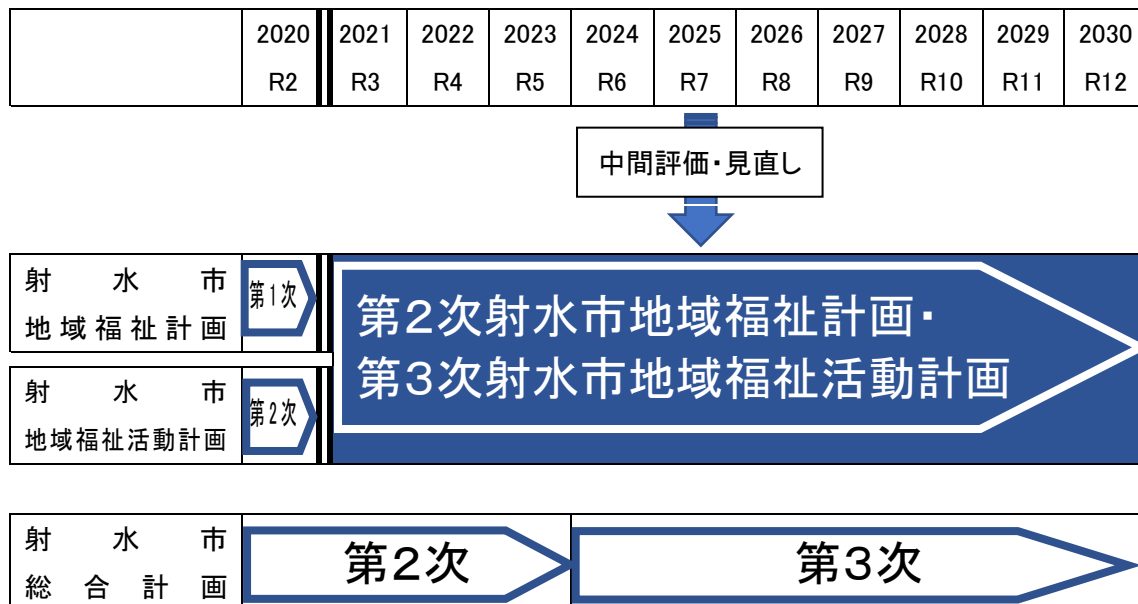 2020 2021 2022 2023 2024 2025 2026 2027 2028 2029 2030
R2 R3 R4 R5 R6 R7 R8 R9 R10 R11 R12
中間評価・見直し
射水市
地域福祉計画
第1次
射水市
地域福祉活動計画
第2次
第2次射水市地域福祉計画・
第3次射水市地域福祉活動計画
射水市
総合計画
第2次
第3次